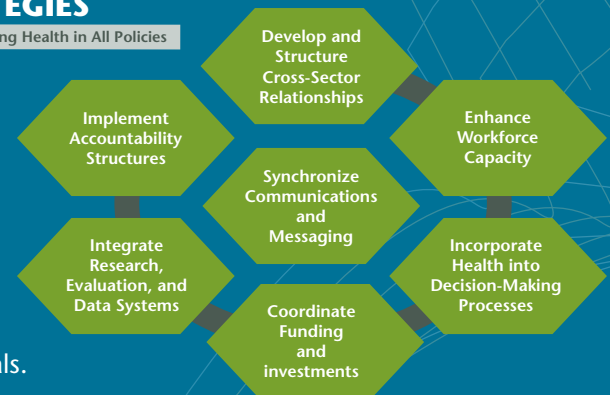 EGIES
ng Health in All Policies
Develop and
Structure
Cross-Sector
Relationships
Implement
Accountability
Structures
Enhance
Workforce
Capacity
Synchronize
Communications
and
Messaging
Integrate
Research,
Evaluation, and
Data Systems
Incorporate
Health into
Decision-Making
Processes
Coordinate
Funding
and
investments
als.